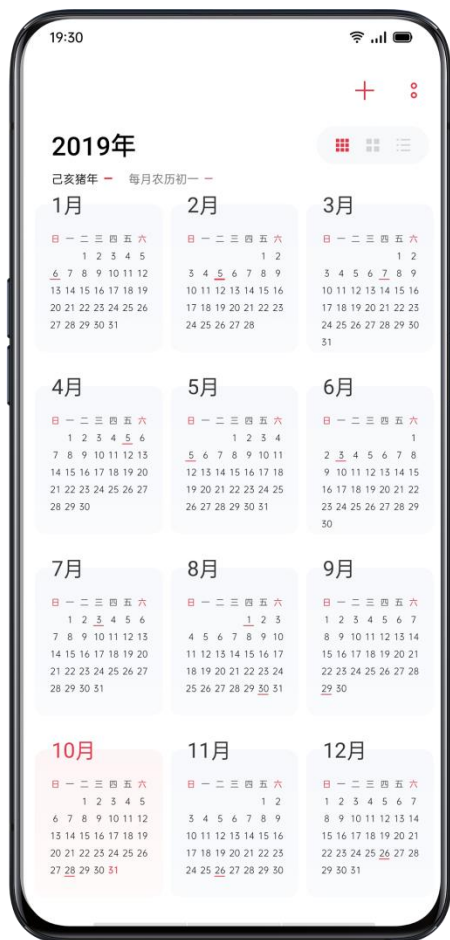 19:30
2019年
己亥猪年
每月农历初一
1月 2月 3月
日 一 二 三 四 五 六 日 一 二 三 四 五 六 日 一 二 三 四 五 六
1 2 3 4 5 1 2 1 2
6 7 8 9 10 11 12 3 4 5 6 7 8 9 3 4 5 6 7 8 9
13 14 15 16 17 18 19 10 11 12 13 14 15 16 10 11 12 13 14 15 16
20 21 22 23 24 25 26 17 18 19 20 21 22 23 17 18 19 20 21 22 23
27 28 29 30 31 24 25 26 27 28 24 25 26 27 28 29 30
31
4月 5月 6月
日 一 二 三 四 五 六 日 一 二 三 四 五 六 日 一 二 三 四 五 六
1 2 3 4 5 6 1 2 3 4 1
7 8 9 10 11 12 13 5 6 7 8 9 10 11 2 3 4 5 6 7 8
14 15 16 17 18 19 20 12 13 14 15 16 17 18 9 10 11 12 13 14 15
21 22 23 24 25 26 27 19 20 21 22 23 24 25 16 17 18 19 20 21 22
28 29 30 26 27 28 29 30 31 23 24 25 26 27 28 29
30
7月 8月 9月
日 一 二 三 四 五 六 日 一 二 三 四 五 六 日 一 二 三 四 五 六
1 2 3 4 5 6 1 2 3 1 2 3 4 5 6 7
7 8 9 10 11 12 13 4 5 6 7 8 9 10 8 9 10 11 12 13 14
14 15 16 17 18 19 20 11 12 13 14 15 16 17 15 16 17 18 19 20 21
21 22 23 24 25 26 27 18 19 20 21 22 23 24 22 23 24 25 26 27 28
28 29 30 31 25 26 27 28 29 30 31 29 30
10月 11月 12月
日 一 二 三 四 五 六 日 一 二 三 四 五 六 日 一 二 三 四 五 六
1 2 3 4 5 1 2 1 2 3 4 5 6 7
6 7 8 9 10 11 12 3 4 5 6 7 8 9 8 9 10 11 12 13 14
13 14 15 16 17 18 19 10 11 12 13 14 15 16 15 16 17 18 19 20 21
20 21 22 23 24 25 26 17 18 19 20 21 22 23 22 23 24 25 26 27 28
27 28 29 30 31 24 25 26 27 28 29 30 29 30 31